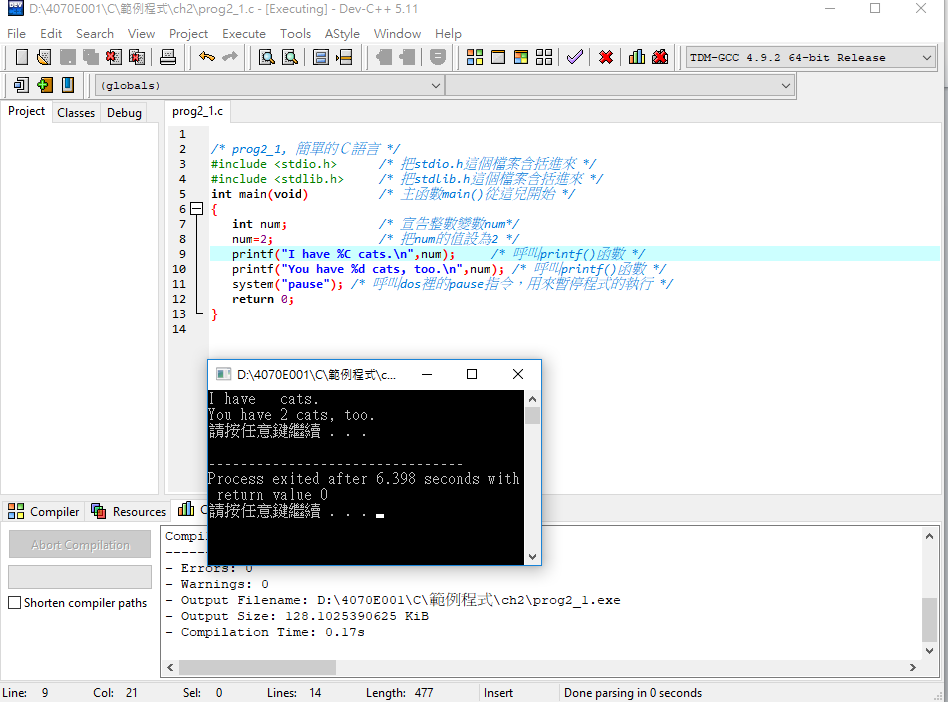 D:\4070E001\C\範例程式\ch2\prog2_1.c - [Executing] - Dev-C++ 5.11
File Edit Search View Project Execute Tools AStyle Window Help
TDM-GCC 4.9.2 64-bit Release
(globals)
Project Classes Debug
prog2_1.c
1
2 /* prog2_1, 簡單的Ｃ語言 */
3 #include <stdio.h> /* 把stdio.h這個檔案含括進來 */
4 #include <stdlib.h> /* 把stdlib.h這個檔案含括進來 */
5 int main(void) /* 主函數main()從這兒開始 */
6 {
7 int num; /* 宣告整數變數num*/
8 num=2; /* 把num的值設為2 */
9 printf("I have %C cats.\n",num); /* 呼叫printf()函數 */
10 printf("You have %d cats, too.\n",num); /* 呼叫printf()函數 */
11 system("pause"); /* 呼叫dos裡的pause指令，用來暫停程式的執行 */
12 return 0;
13 }
14
D:\4070E001\C\範例程式\c...
I have   cats.
You have 2 cats, too.
請按任意鍵繼續 . . .
--------------------------------
Process exited after 6.398 seconds with
return value 0
請按任意鍵繼續 . . .
Compiler Resources
Abort Compilation
Shorten compiler paths
- Errors: 0
- Warnings: 0
- Output Filename: D:\4070E001\C\範例程式\ch2\prog2_1.exe
- Output Size: 128.1025390625 KiB
- Compilation Time: 0.17s
Line: 9 Col: 21 Sel: 0 Lines: 14 Length: 477 Insert Done parsing in 0 seconds